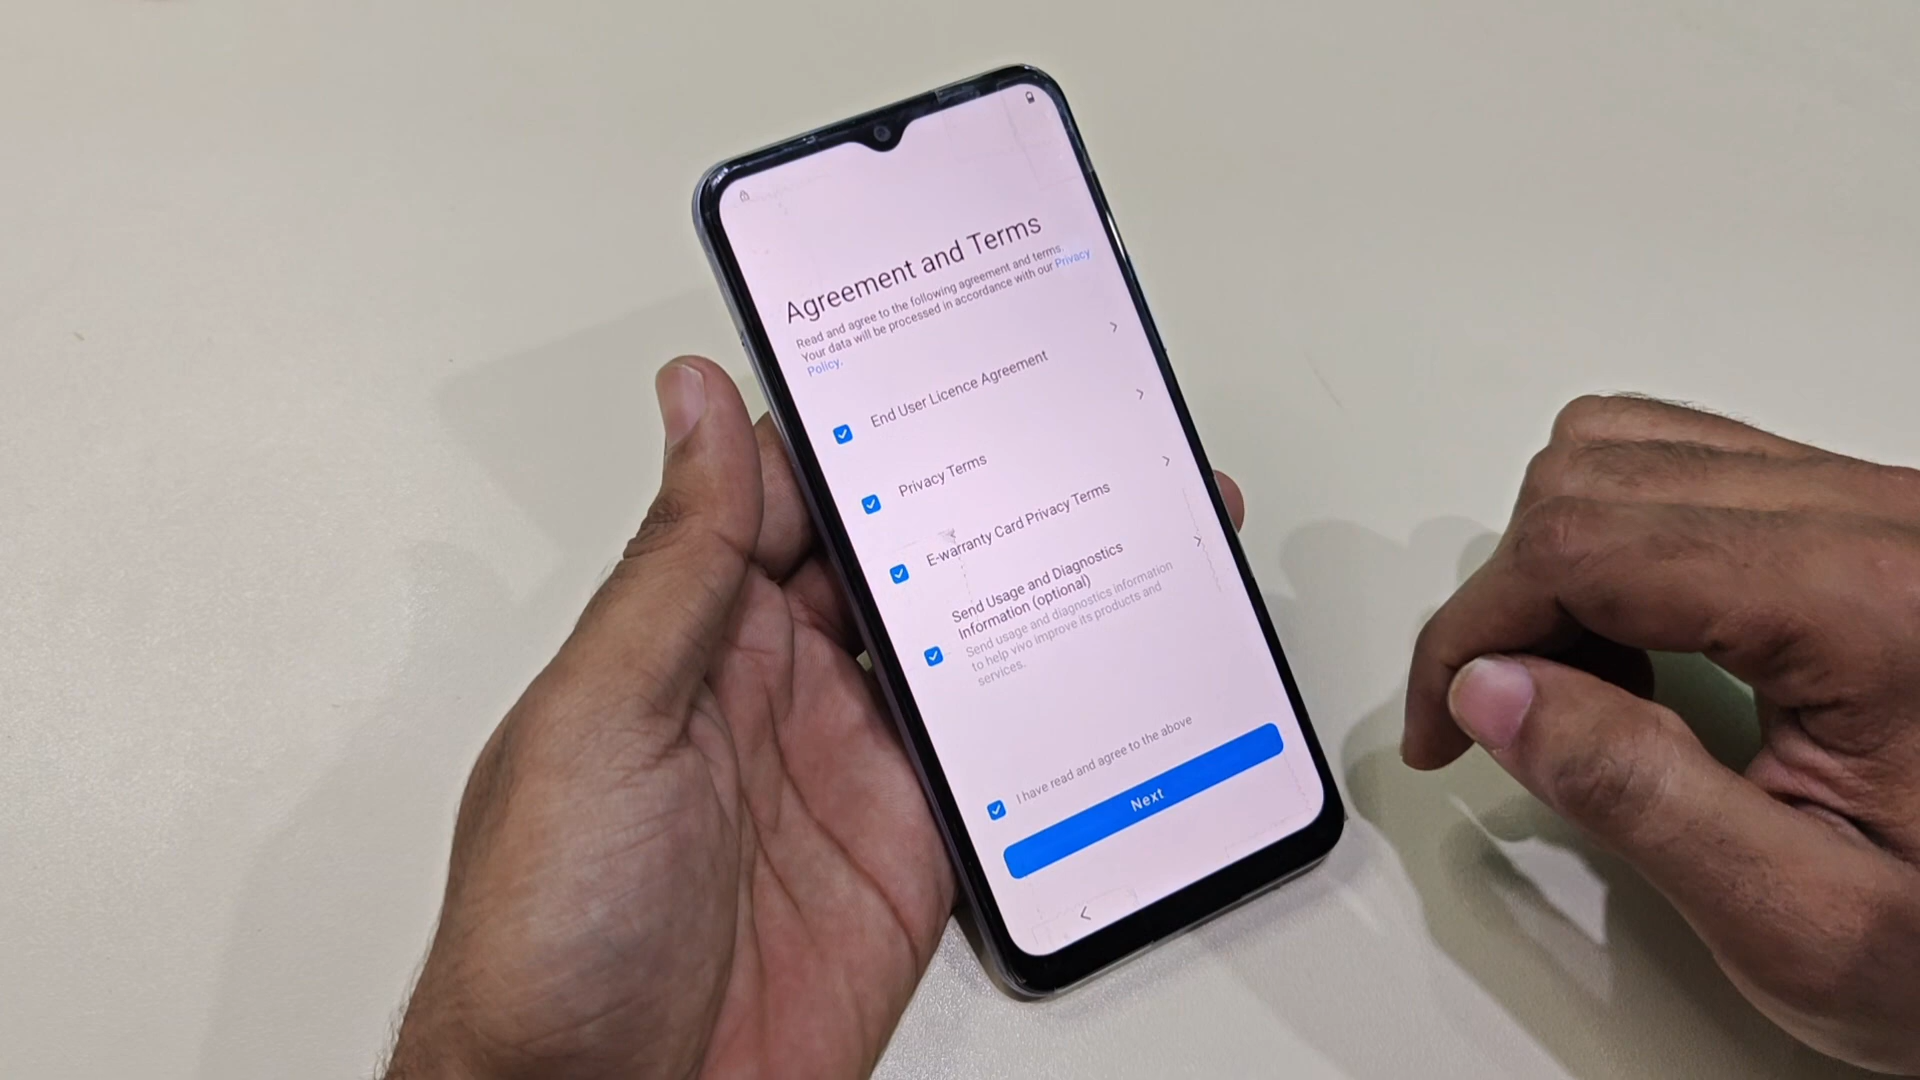 Agreement and Terms
Read and agree to the following agreement and terms.
Your data will be processed in accordance with our Privacy
Policy.
End User Licence Agreement
Privacy Terms
E-warranty Card Privacy Terms
Send Usage and Diagnostics
Information (optional)
Send usage and diagnostics information
to help vivo improve its products and
services.
I have read and agree to the above
Next